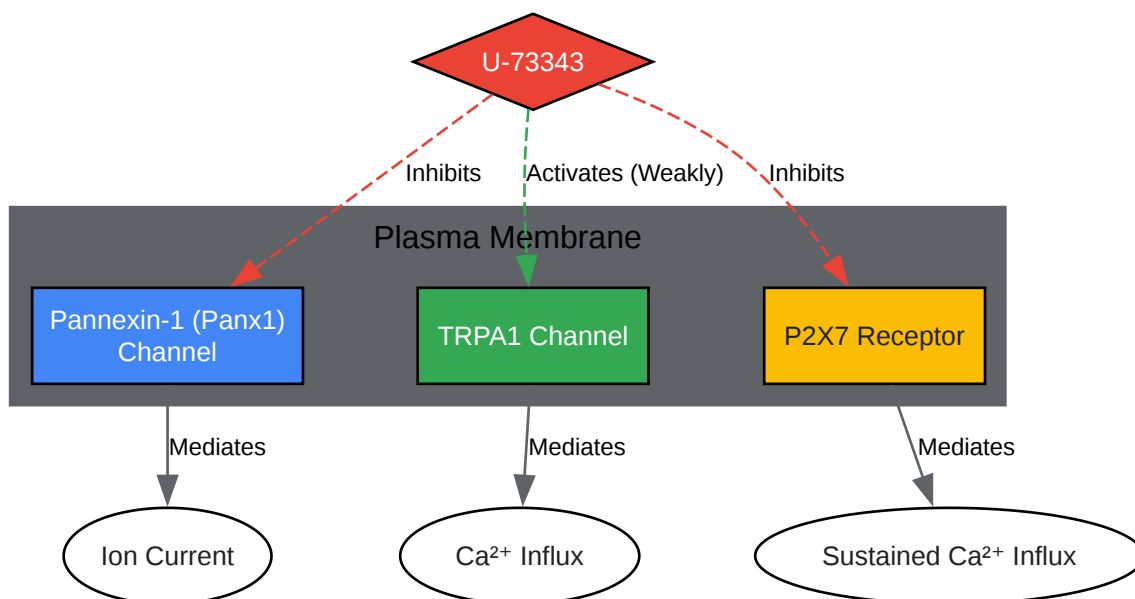 U-73343
Inhibits
Activates (Weakly)
Inhibits
Plasma Membrane
Pannexin-1 (Panx1)
Channel
TRPA1 Channel
P2X7 Receptor
Mediates
Mediates
Mediates
Ion Current
Ca²⁺ Influx
Sustained Ca²⁺ Influx